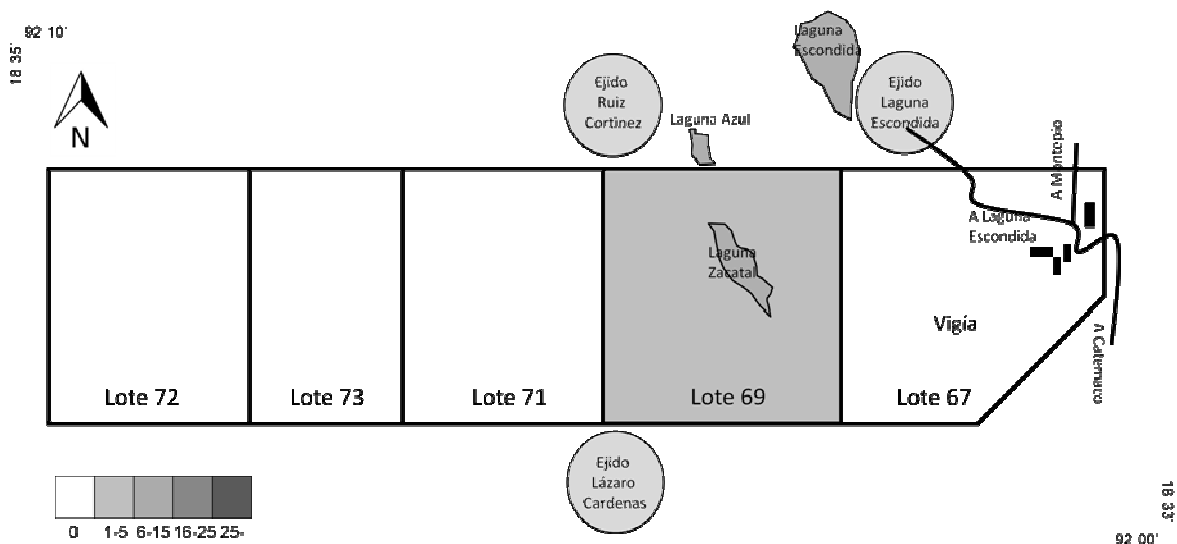 92 10'
18 35'
N
Laguna
Escondida
Ejido
Ruiz
Cortinez
Ejido
Laguna
Escondida
Laguna Azul
A Montepio
A Laguna
Escondida
Laguna
Zacatal
Vigía
A Catemaco
Lote 72
Lote 73
Lote 71
Lote 69
Lote 67
Ejido
Lázaro
Cardenas
0 1-5 6-15 16-25 25-
18 33'
92 00'